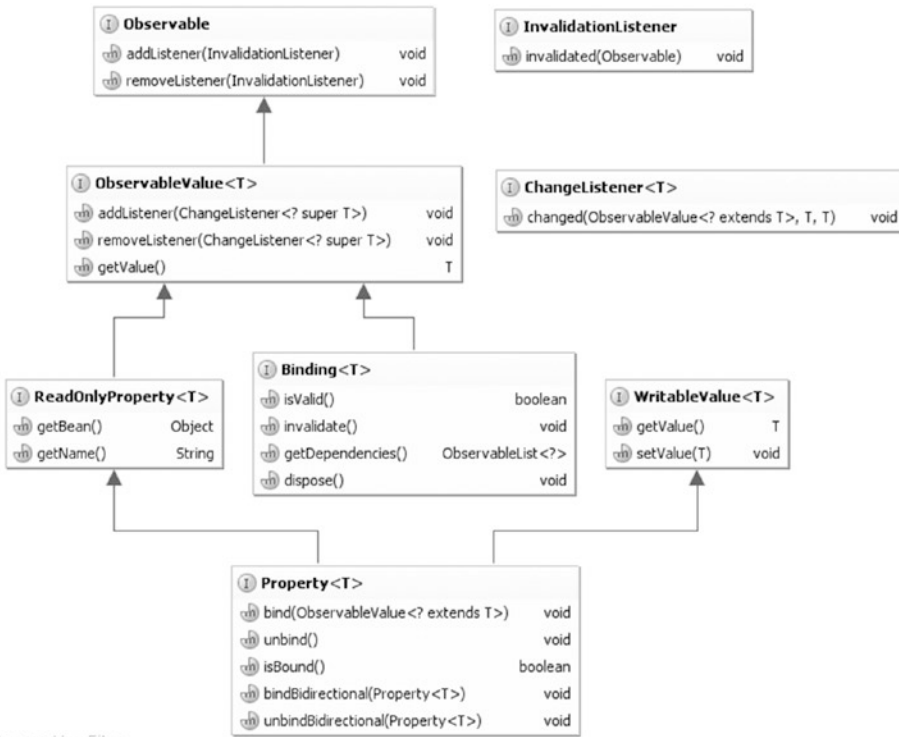 Observable
addListener(InvalidationListener) void
removeListener(InvalidationListener) void
InvalidationListener
invalidated(Observable) void
ObservableValue<T>
addListener(ChangeListener<? super T>) void
removeListener(ChangeListener<? super T>) void
getValue() T
ChangeListener<T>
changed(ObservableValue<? extends T>, T, T) void
ReadOnlyProperty<T>
getBean() Object
getName() String
Binding<T>
isValid() boolean
invalidate() void
getDependencies() ObservableList<?>
dispose() void
WritableValue<T>
getValue() T
setValue(T) void
Property<T>
bind(ObservableValue<? extends T>) void
unbind() void
isBound() boolean
bindBidirectional(Property<T>) void
unbindBidirectional(Property<T>) void